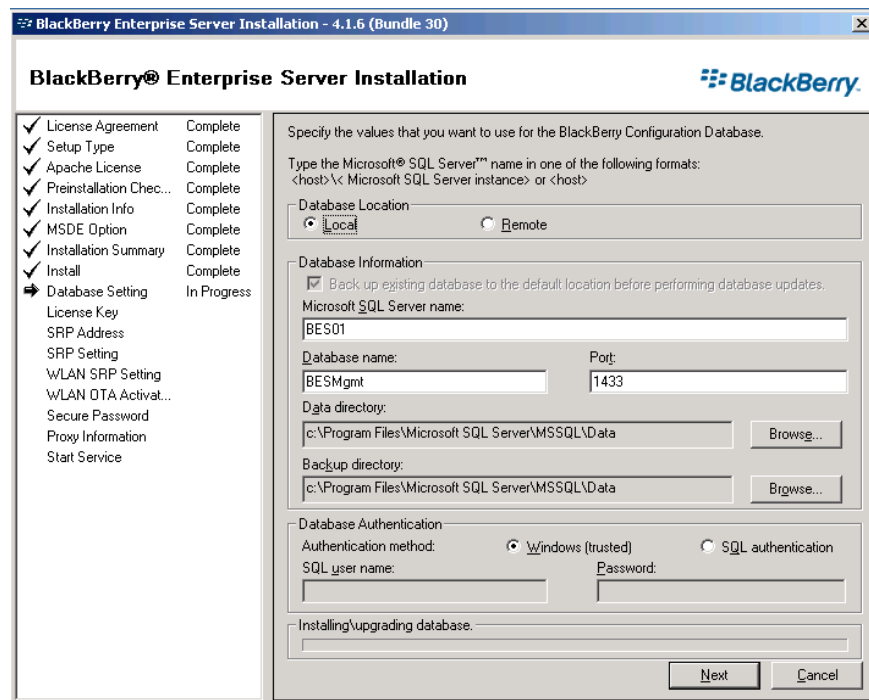 BlackBerry Enterprise Server Installation - 4.1.6 (Bundle 30)
BlackBerry® Enterprise Server Installation
BlackBerry.
License Agreement Complete
Setup Type Complete
Apache License Complete
Preinstallation Chec... Complete
Installation Info Complete
MSDE Option Complete
Installation Summary Complete
Install Complete
Database Setting In Progress
License Key
SRP Address
SRP Setting
WLAN SRP Setting
WLAN OTA Activat...
Secure Password
Proxy Information
Start Service
Specify the values that you want to use for the BlackBerry Configuration Database.
Type the Microsoft® SQL Server™ name in one of the following formats:
<host>\< Microsoft SQL Server instance> or <host>
Database Location
Local Remote
Database Information
Back up existing database to the default location before performing database updates.
Microsoft SQL Server name:
BES01
Database name: Port:
BESMgmt 1433
Data directory:
c:\Program Files\Microsoft SQL Server\MSSQL\Data Browse...
Backup directory:
c:\Program Files\Microsoft SQL Server\MSSQL\Data Browse...
Database Authentication
Authentication method: Windows (trusted) SQL authentication
SQL user name: Password:
Installing\upgrading database.
Next Cancel